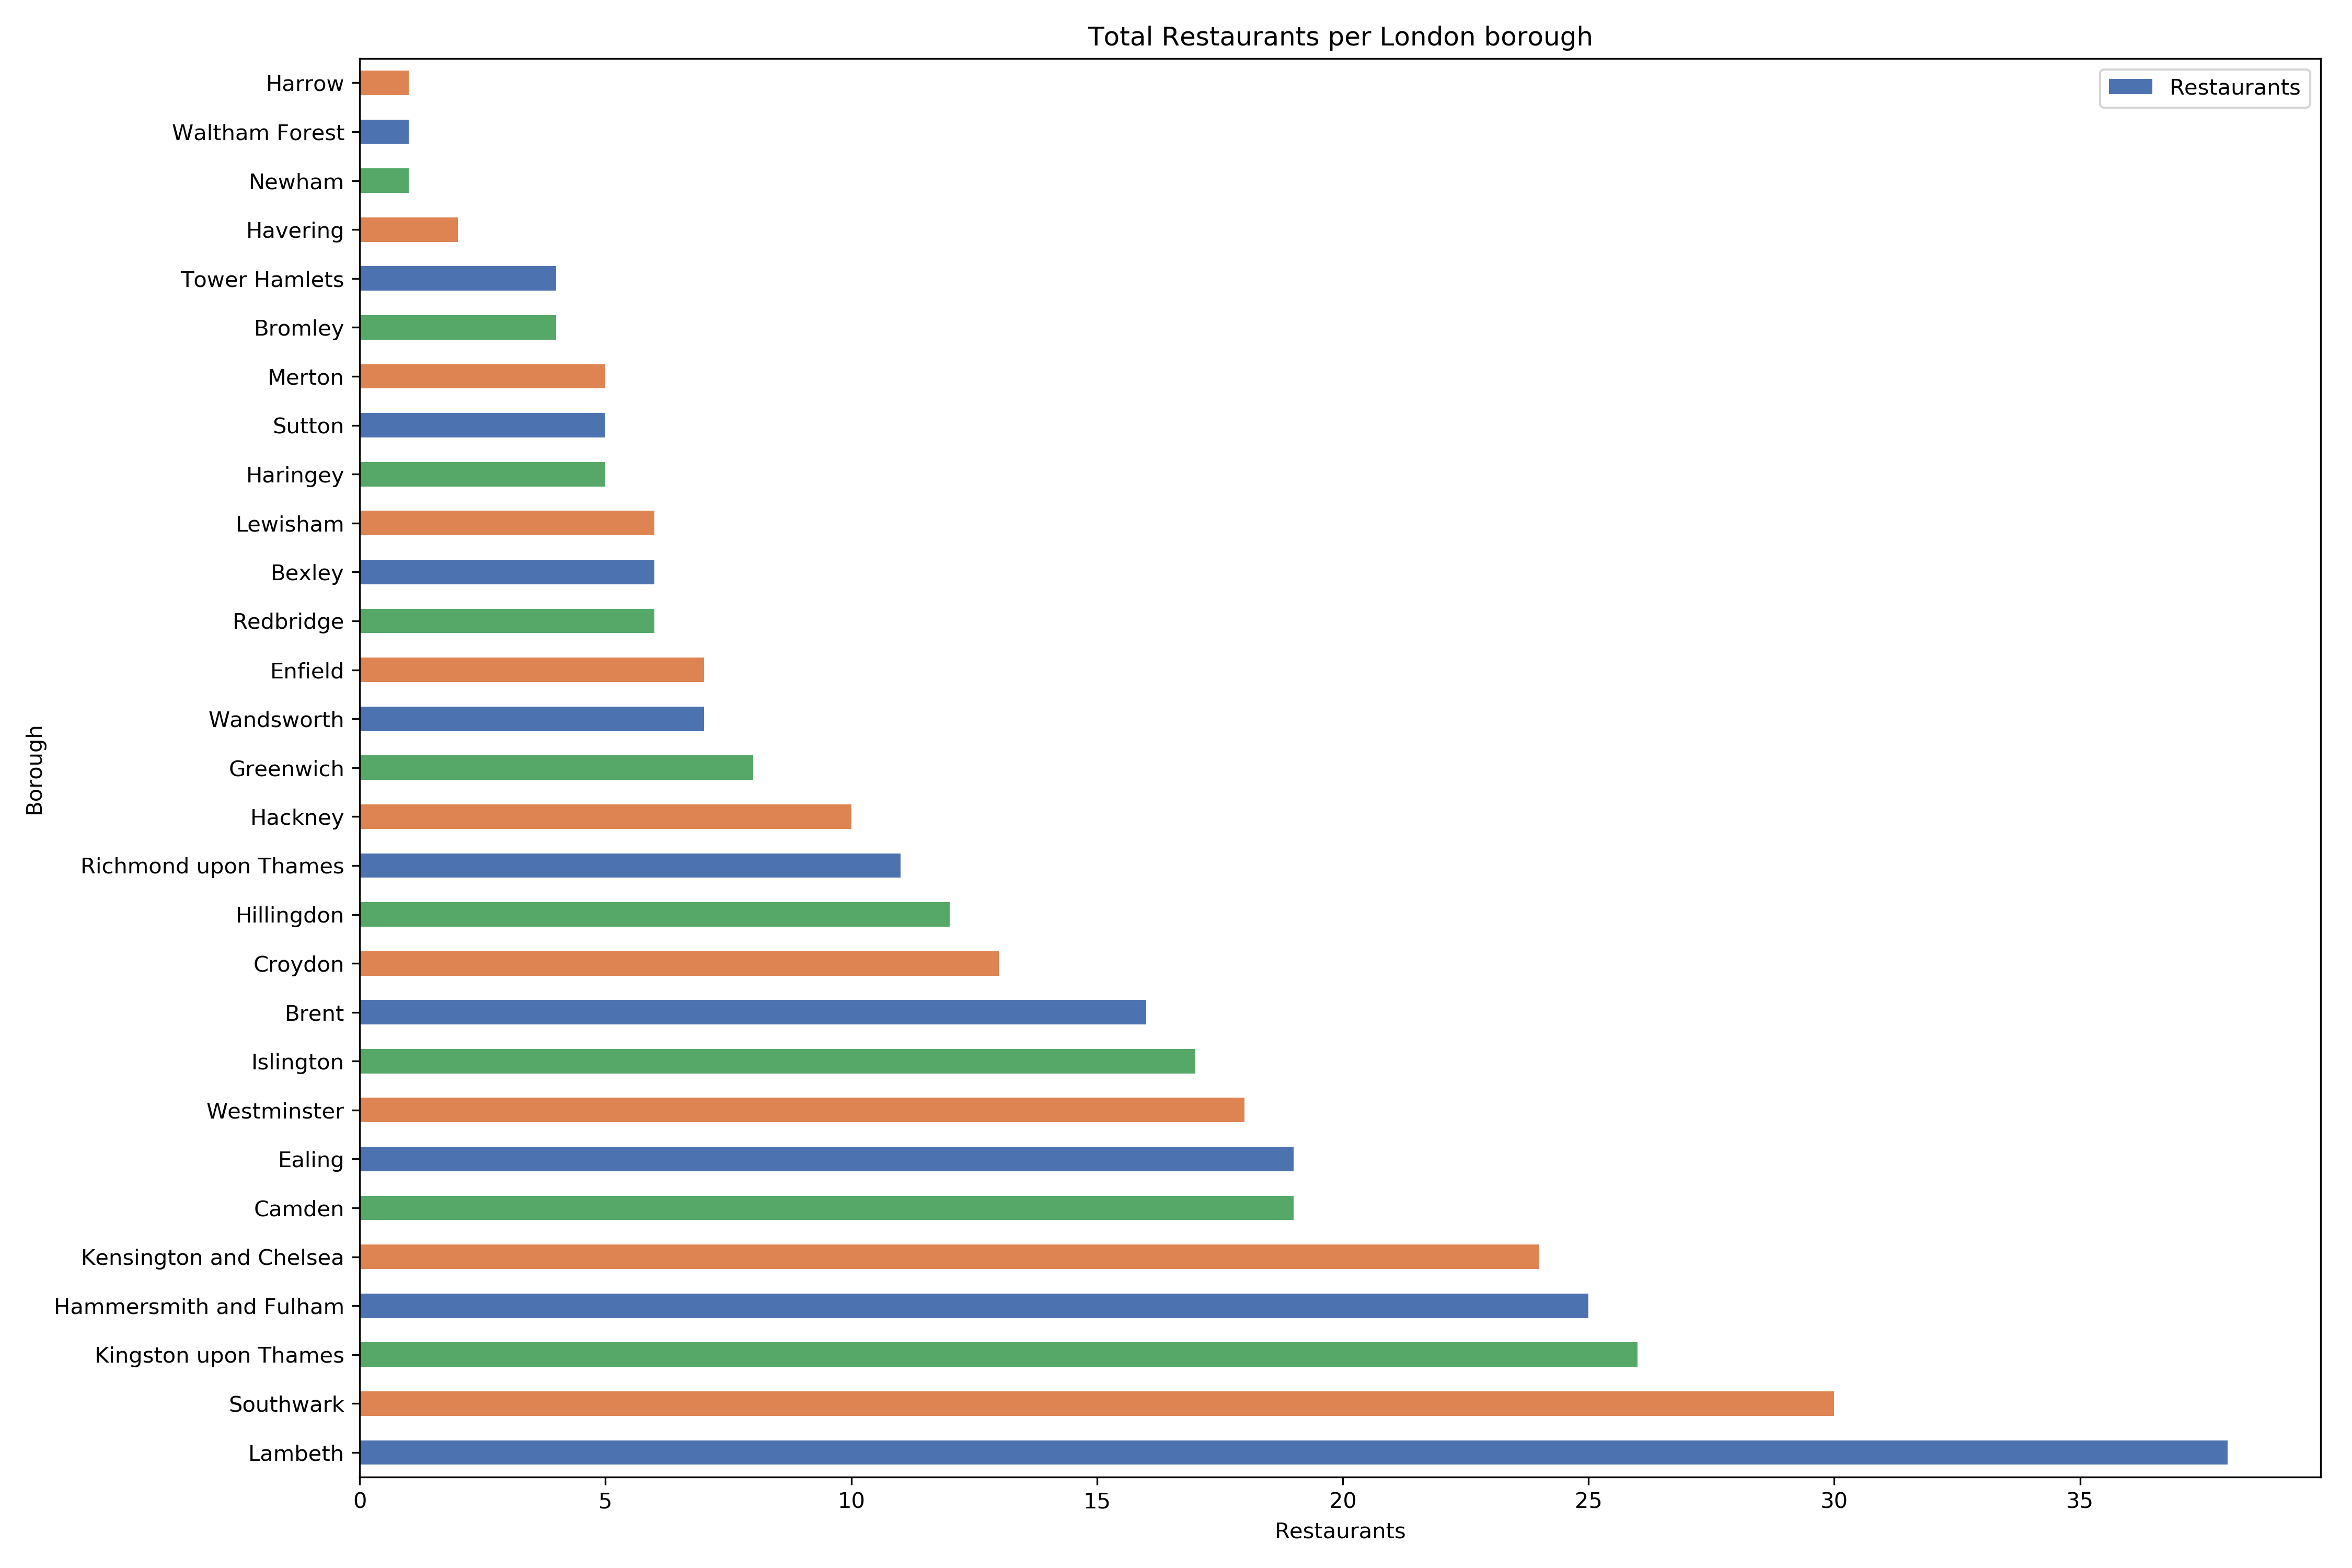 Total Restaurants per London borough
Restaurants
Harrow
Waltham Forest
Newham
Havering
Tower Hamlets
Bromley
Merton
Sutton
Haringey
Lewisham
Bexley
Redbridge
Enfield
Wandsworth
Greenwich
Hackney
Richmond upon Thames
Hillingdon
Croydon
Brent
Islington
Westminster
Ealing
Camden
Kensington and Chelsea
Hammersmith and Fulham
Kingston upon Thames
Southwark
Lambeth
Borough
0 5 10 15 20 25 30 35
Restaurants